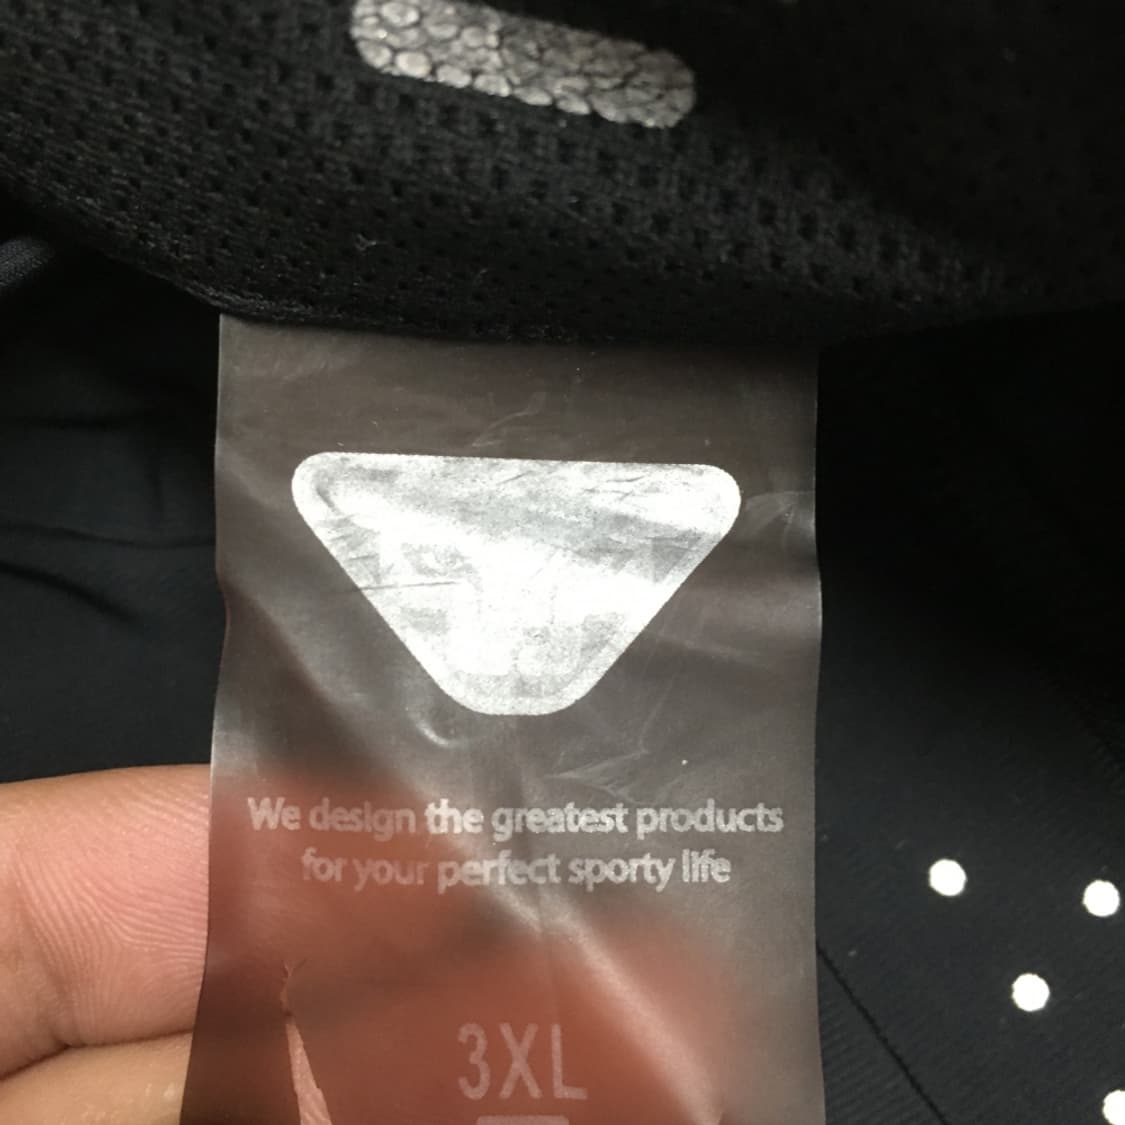 We design the greatest products
for your perfect sporty life
3XL